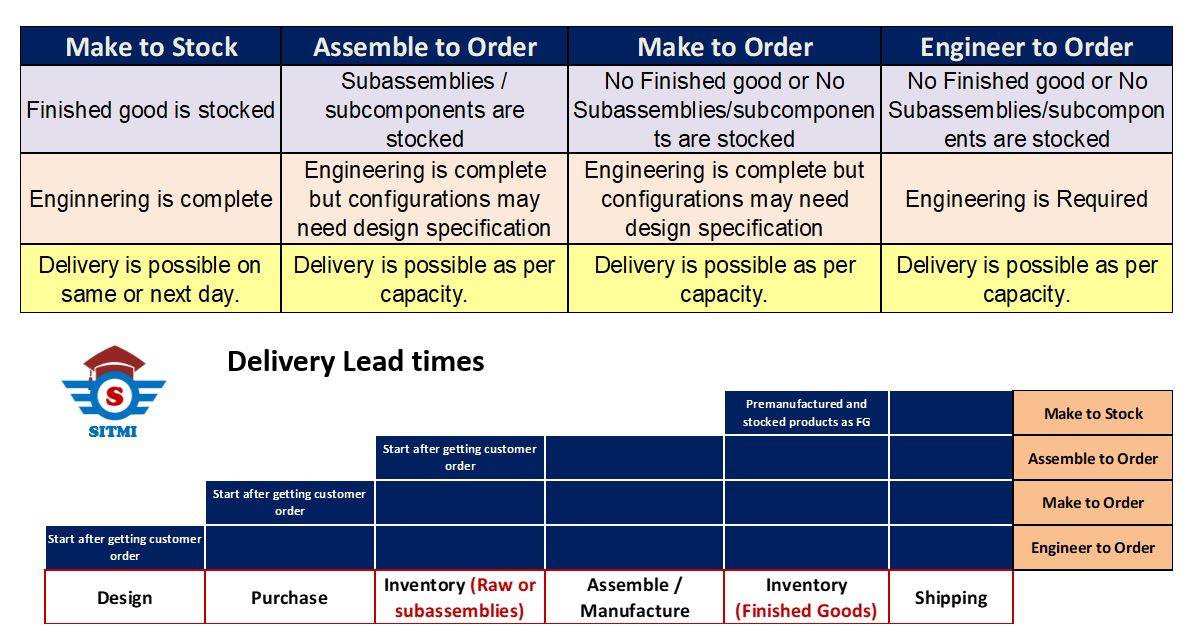 Make to Stock
Assemble to Order
Make to Order
Engineer to Order
Finished good is stocked
Subassemblies /
subcomponents are
stocked
No Finished good or No
Subassemblies/subcomponen
ts are stocked
No Finished good or No
Subassemblies/subcompon
ents are stocked
Enginnering is complete
Engineering is complete
but configurations may
need design specification
Engineering is complete but
configurations may need
design specification
Engineering is Required
Delivery is possible on
same or next day.
Delivery is possible as per
capacity.
Delivery is possible as per
capacity.
Delivery is possible as per
capacity.
S
SITMI
Delivery Lead times
Premanufactured and
stocked products as FG
Make to Stock
Start after getting customer
order
Assemble to Order
Start after getting customer
order
Make to Order
Start after getting customer
order
Engineer to Order
Design
Purchase
Inventory (Raw or
subassemblies)
Assemble /
Manufacture
Inventory
(Finished Goods)
Shipping